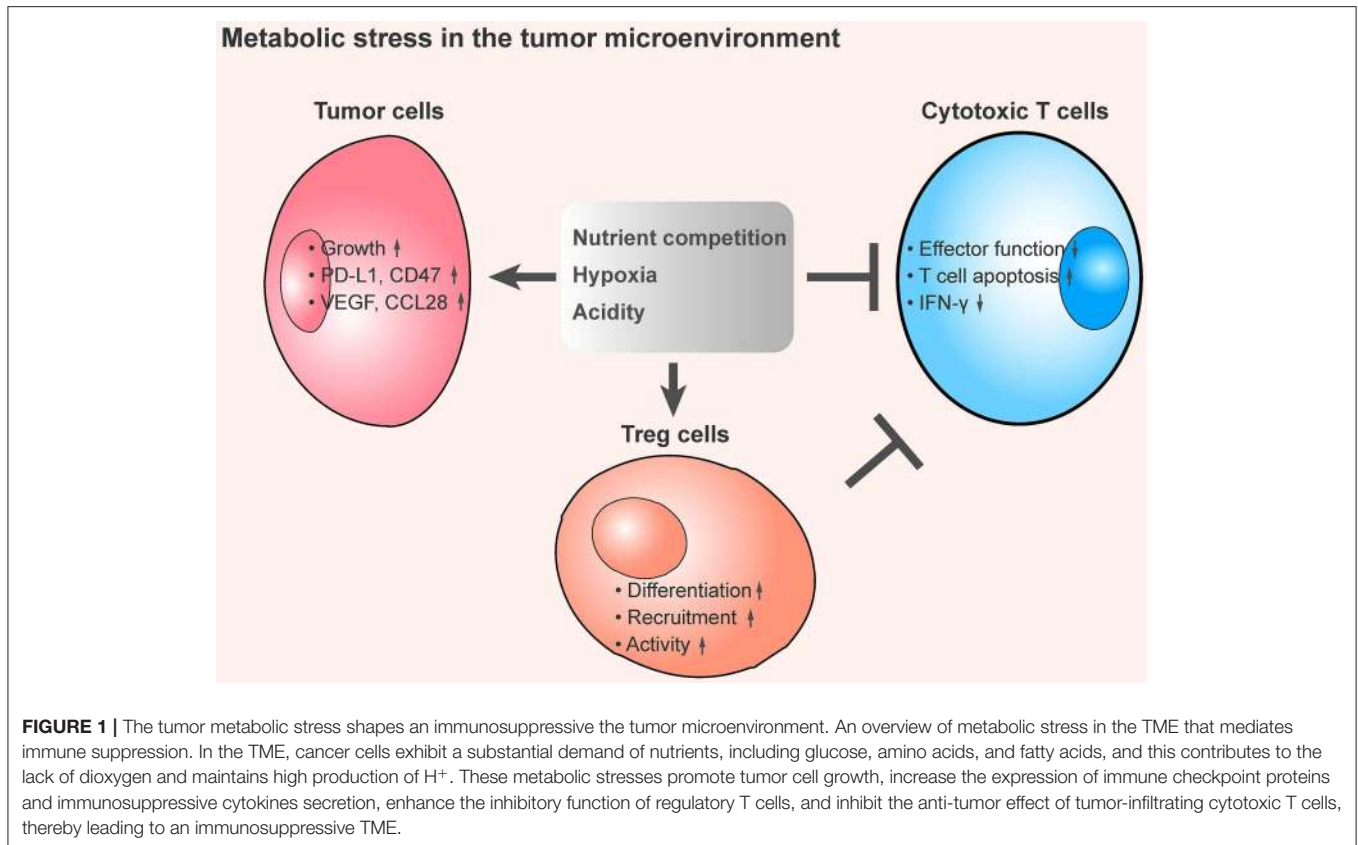 Metabolic stress in the tumor microenvironment
Tumor cells
Cytotoxic T cells
• Growth ↑
• PD-L1, CD47 ↑
• VEGF, CCL28 ↑
Nutrient competition
Hypoxia
Acidity
• Effector function ↓
• T cell apoptosis ↑
• IFN-γ ↓
Treg cells
• Differentiation ↑
• Recruitment ↑
• Activity ↑
FIGURE 1 | The tumor metabolic stress shapes an immunosuppressive the tumor microenvironment. An overview of metabolic stress in the TME that mediates
immune suppression. In the TME, cancer cells exhibit a substantial demand of nutrients, including glucose, amino acids, and fatty acids, and this contributes to the
lack of dioxygen and maintains high production of H⁺. These metabolic stresses promote tumor cell growth, increase the expression of immune checkpoint proteins
and immunosuppressive cytokines secretion, enhance the inhibitory function of regulatory T cells, and inhibit the anti-tumor effect of tumor-infiltrating cytotoxic T cells,
thereby leading to an immunosuppressive TME.